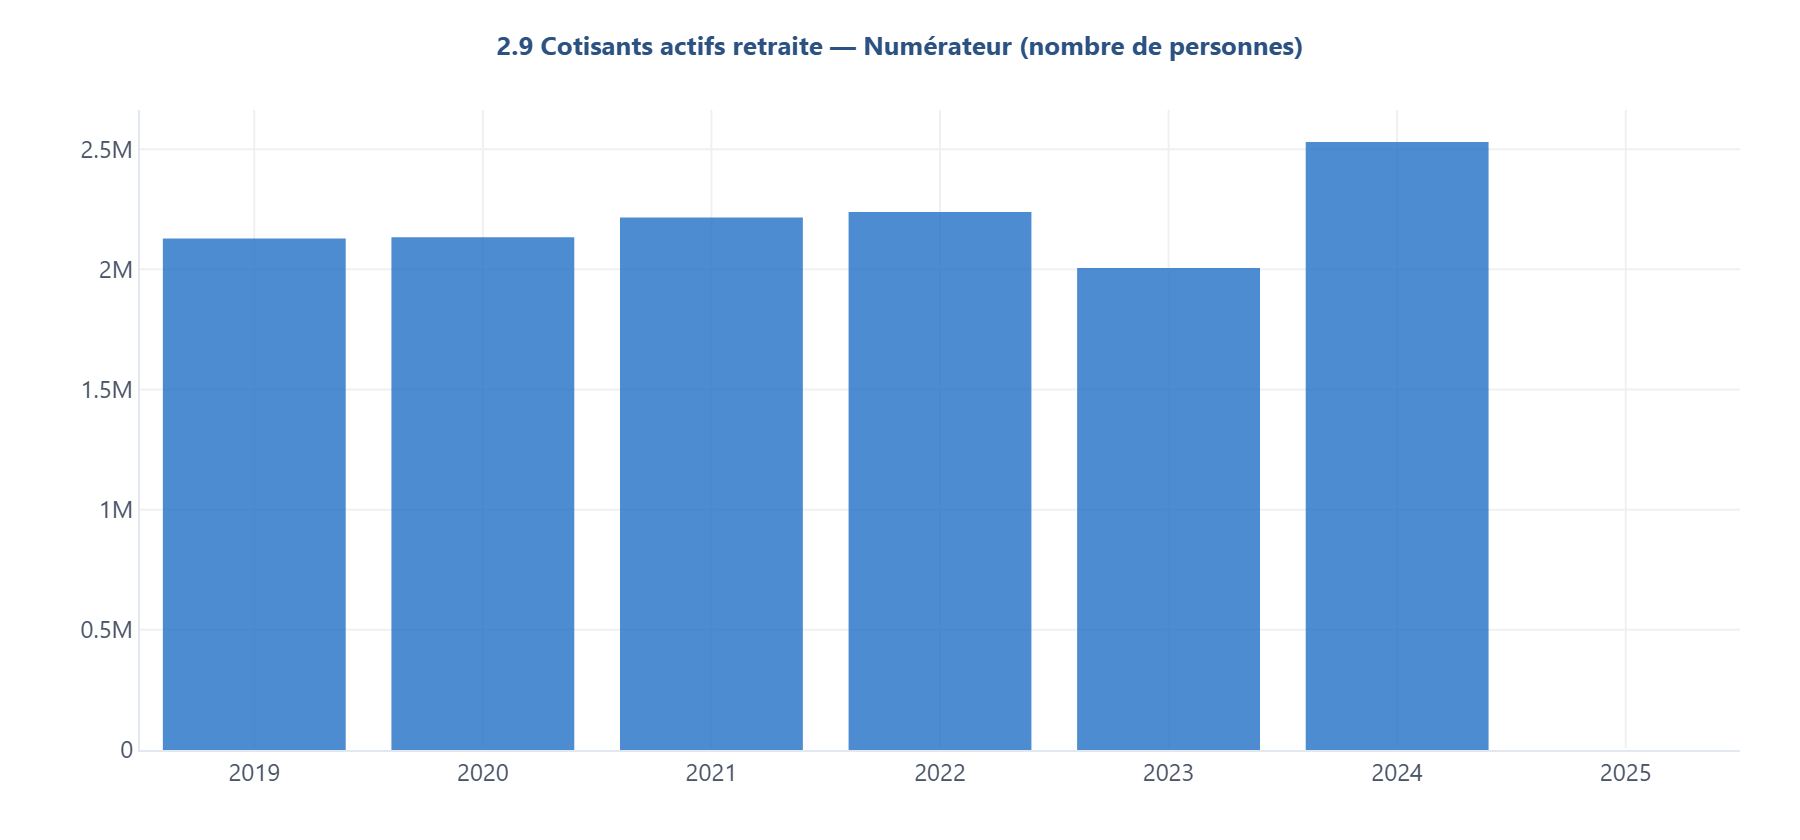 2.9 Cotisants actifs retraite — Numérateur (nombre de personnes)
2.5M
2M
1.5M
1M
0.5M
0
2019 2020 2021 2022 2023 2024 2025